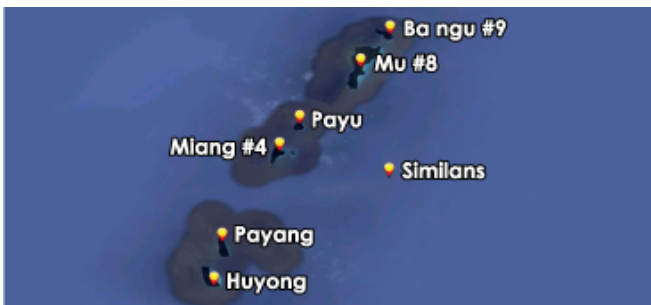 Ba ngu #9
Mu #8
Payu
Miang #4
Similans
Payang
Huyong